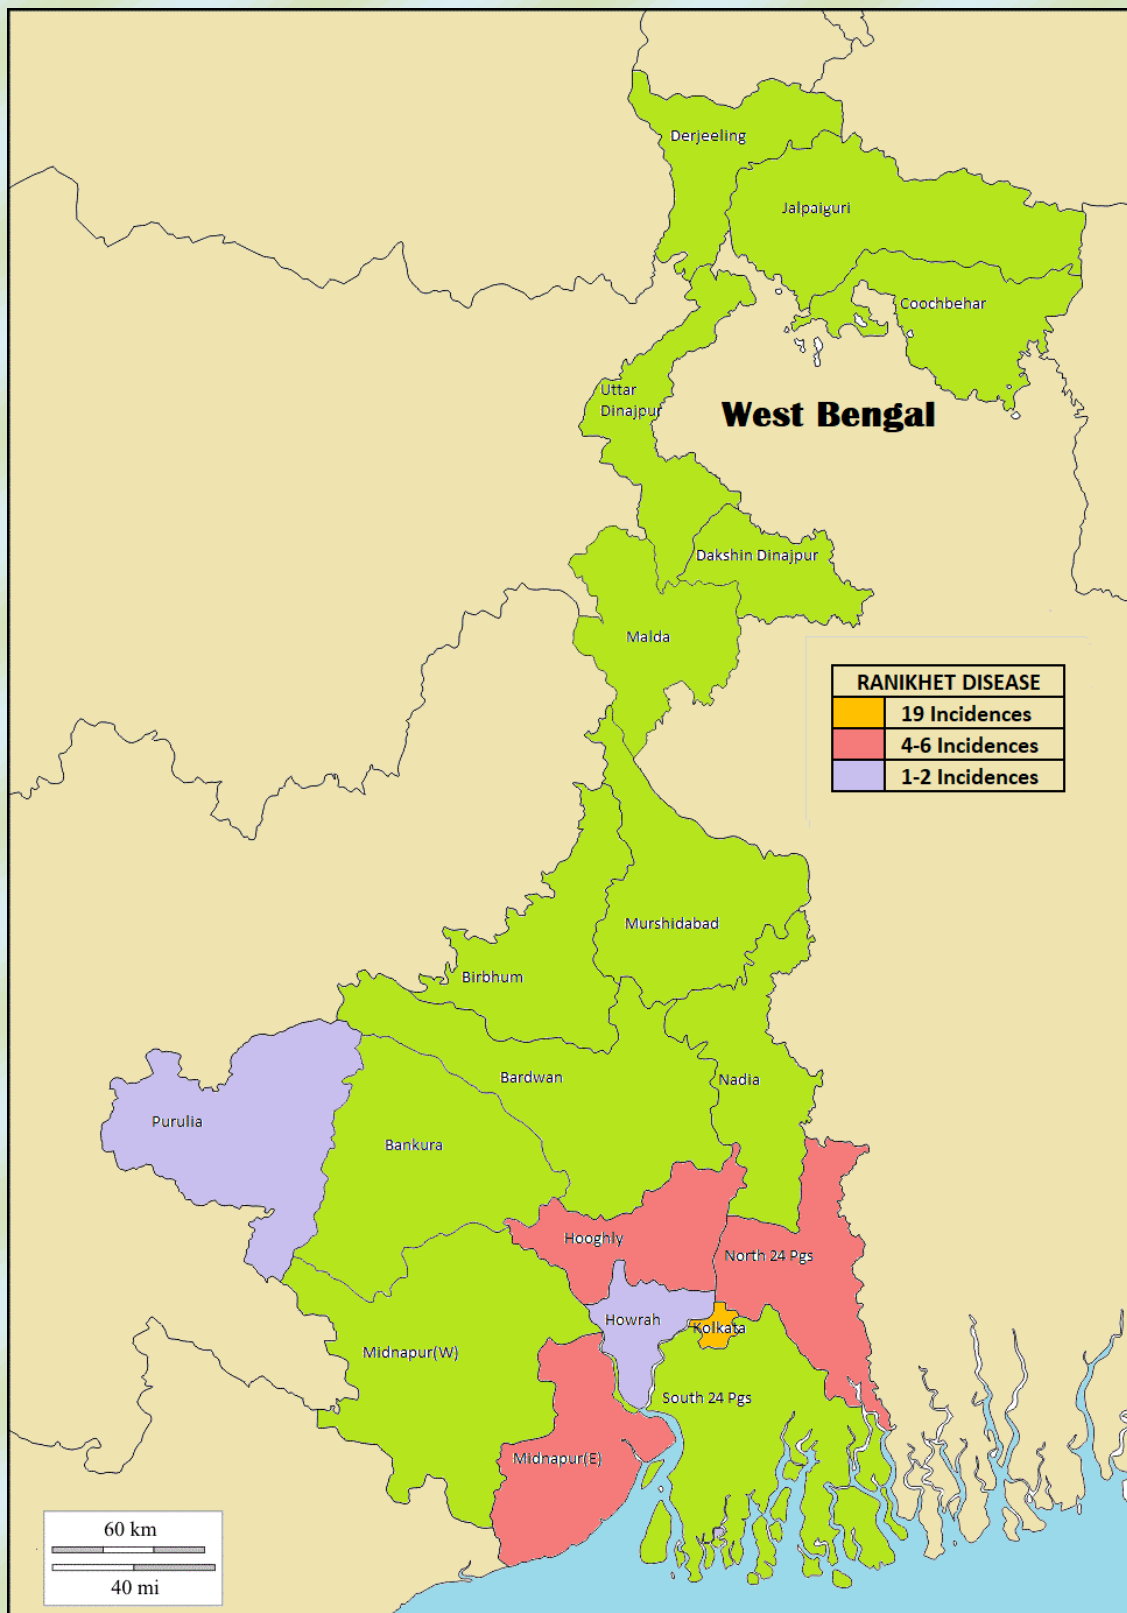 Derjeeling
Jalpaiguri
Coochbehar
Uttar
Dinajpur
West Bengal
Dakshin Dinajpur
Malda
RANIKHET DISEASE
19 Incidences
4-6 Incidences
1-2 Incidences
Murshidabad
Birbhum
Bardwan
Nadia
Purulia
Bankura
Hooghly
North 24 Pgs
Howrah
Kolkata
Midnapur(W)
South 24 Pgs
Midnapur(E)
60 km
40 mi